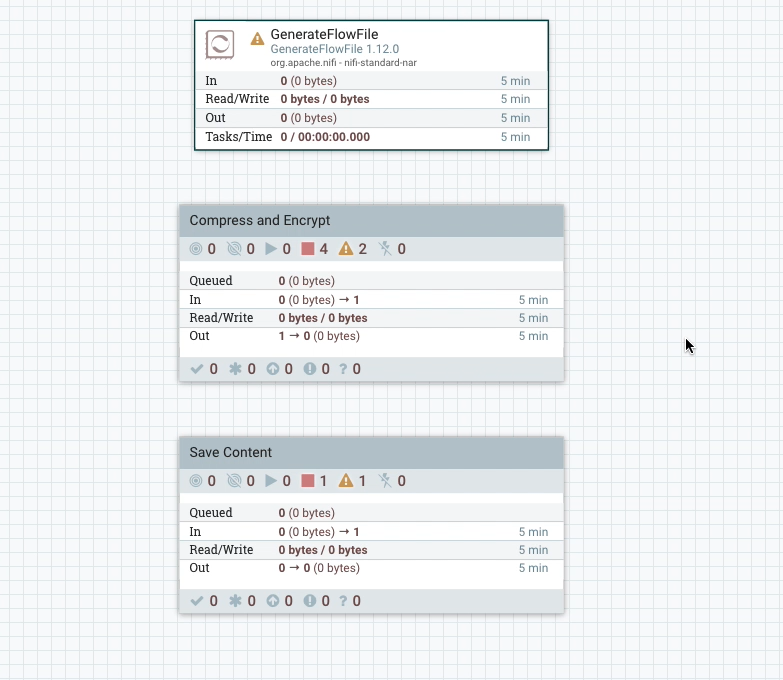 GenerateFlowFile
GenerateFlowFile 1.12.0
org.apache.nifi - nifi-standard-nar
In 0 (0 bytes) 5 min
Read/Write 0 bytes / 0 bytes 5 min
Out 0 (0 bytes) 5 min
Tasks/Time 0 / 00:00:00.000 5 min
Compress and Encrypt
0 0 0 4 2 0
Queued 0 (0 bytes)
In 0 (0 bytes) → 1 5 min
Read/Write 0 bytes / 0 bytes 5 min
Out 1 → 0 (0 bytes) 5 min
0 0 0 0 ? 0
Save Content
0 0 0 1 1 0
Queued 0 (0 bytes)
In 0 (0 bytes) → 1 5 min
Read/Write 0 bytes / 0 bytes 5 min
Out 0 → 0 (0 bytes) 5 min
0 0 0 0 ? 0